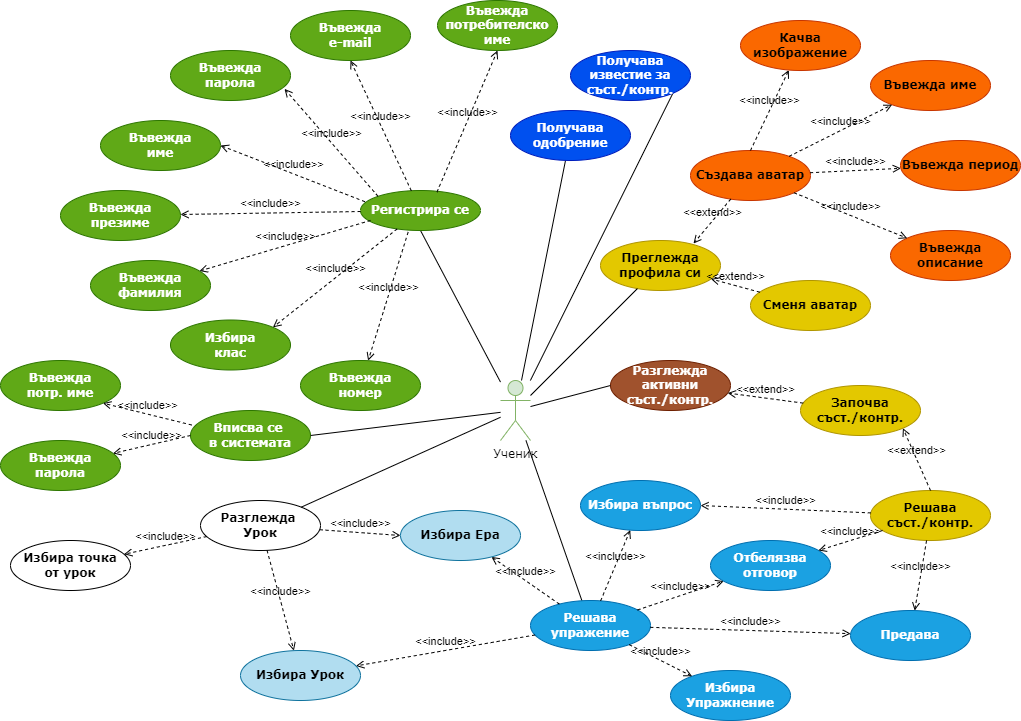 Въвежда
потребителско
име
Въвежда
e-mail
Качва
изображение
Въвежда
парола
Получава
известие за
съст./контр.
Въвежда име
<<include>>
<<include>>
<<include>>
<<include>>
<<include>>
Получава
одобрение
Въвежда
име
<<include>>
<<include>>
Въвежда период
Създава аватар
<<include>>
<<include>>
Регистрира се
<<extend>>
Въвежда
презиме
<<include>>
Въвежда
описание
Преглежда
профила си
<<include>>
<<extend>>
Въвежда
фамилия
<<include>>
Сменя аватар
Избира
клас
Въвежда
номер
Разглежда
активни
съст./контр.
<<extend>>
Въвежда
потр. име
<<include>>
Започва
съст./контр.
Вписва се
в системата
<<include>>
Ученик
<<extend>>
Въвежда
парола
<<include>>
Избира въпрос
Решава
съст./контр.
Разглежда
Урок
<<include>>
<<include>>
Избира Ера
<<include>>
Избира точка
от урок
<<include>>
Отбелязва
отговор
<<include>>
<<include>>
<<include>>
<<include>>
<<include>>
Решава
упражение
<<include>>
<<include>>
Предава
<<include>>
Избира Урок
Избира
Упражнение